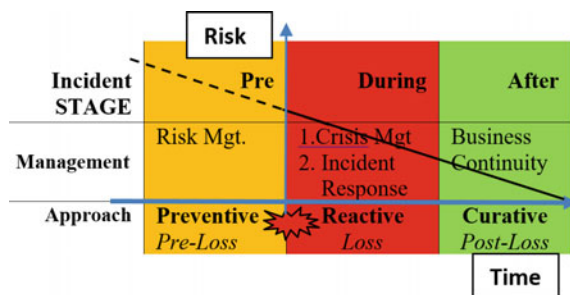 Risk
Incident Pre During After
STAGE
Risk Mgt. 1.Crisis Mgt Business
Management 2. Incident Continuity
Response
Approach Preventive Reactive Curative
Pre-Loss Loss Post-Loss
Time